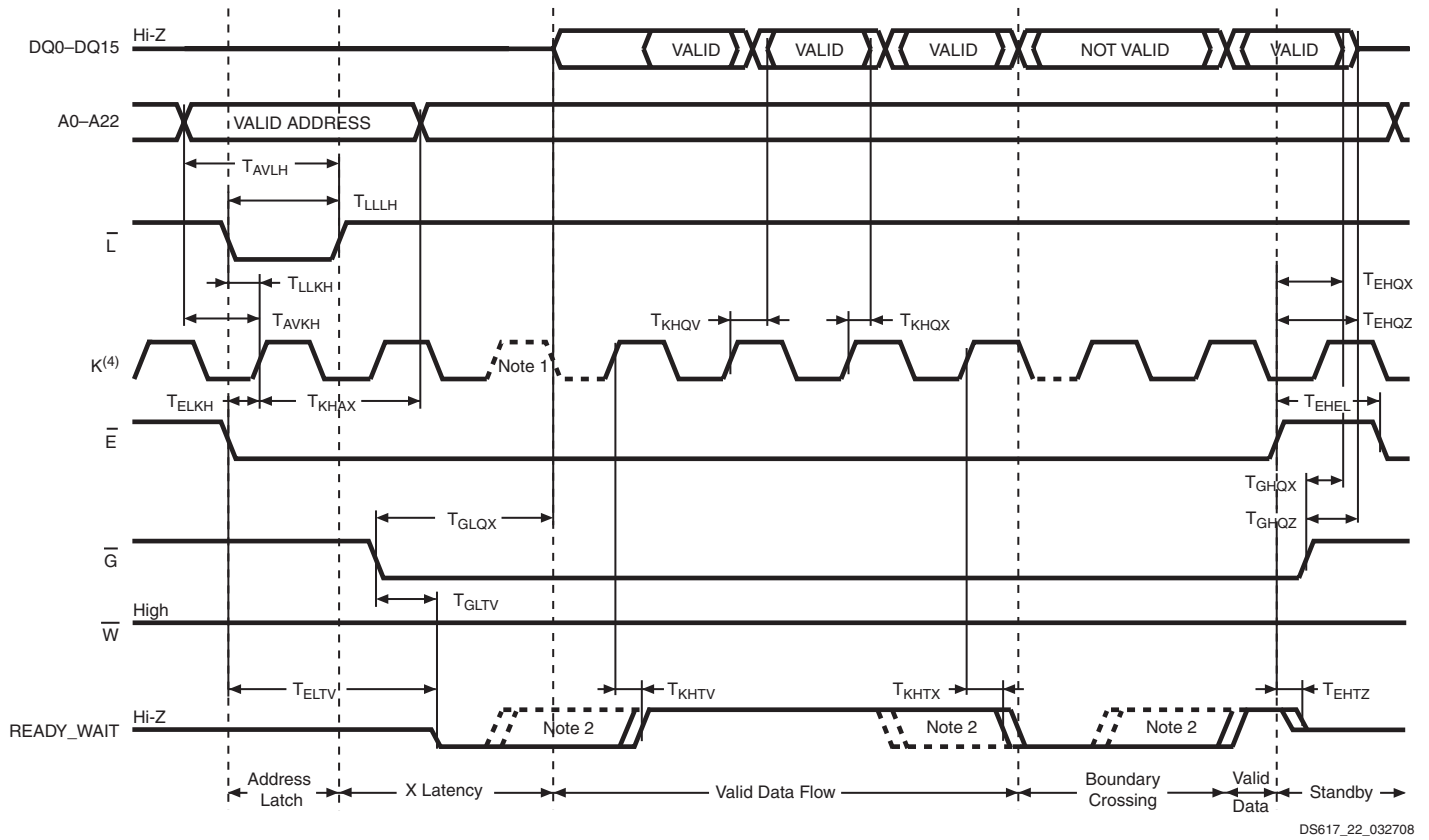 DQ0–DQ15
Hi-Z
VALID
VALID
VALID
NOT VALID
VALID
A0–A22
VALID ADDRESS
TAVLH
TLLLH
L
TLLKH
TEHQX
TAVKH
TKHQV
TKHQX
TEHQZ
K(4)
Note 1
TELKH
TKHAX
TEHEL
E
TGHQX
TGLQX
TGHQZ
G
TGLTV
High
W
TELTV
TKHTV
TKHTX
TEHTZ
READY_WAIT
Hi-Z
Note 2
Note 2
Note 2
Address
Latch
X Latency
Valid Data Flow
Boundary
Crossing
Valid
Data
Standby
DS617_22_032708